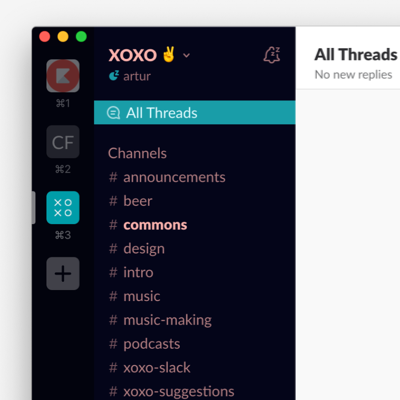 XOXO ✌️
artur
All Threads
Channels
# announcements
# beer
# commons
# design
# intro
# music
# music-making
# podcasts
# xoxo-slack
# xoxo-suggestions
K
⌘1
CF
⌘2
XO
XO
⌘3
All Threads
No new replies